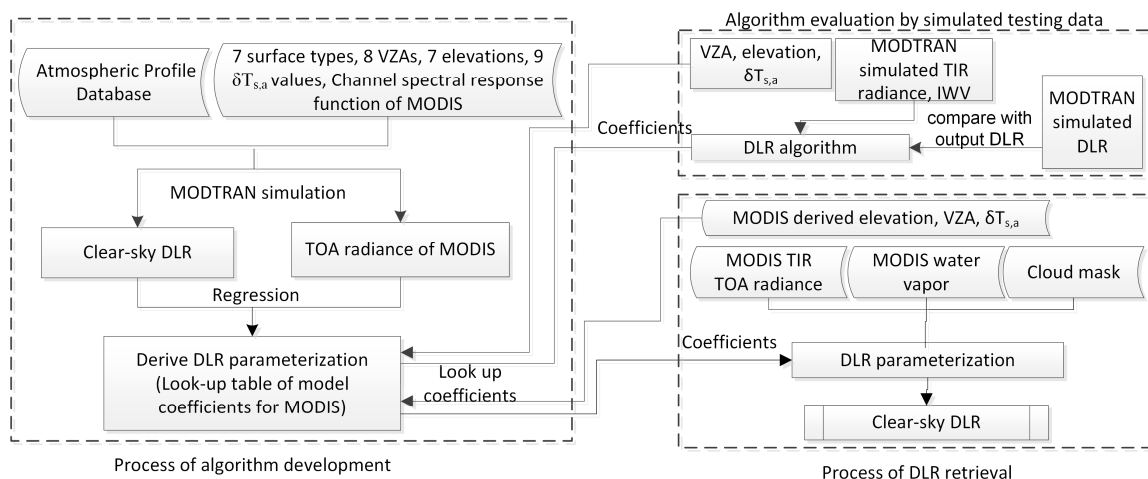 Algorithm evaluation by simulated testing data
Atmospheric Profile
Database
7 surface types, 8 VZAs, 7 elevations, 9
δTs,a values, Channel spectral response
function of MODIS
VZA, elevation,
δTs,a
MODTRAN
simulated TIR
radiance, IWV
MODTRAN
simulated
DLR
compare with
output DLR
Coefficients
DLR algorithm
MODTRAN simulation
Clear-sky DLR
TOA radiance of MODIS
Regression
Derive DLR parameterization
(Look-up table of model
coefficients for MODIS)
Look up
coefficients
MODIS derived elevation, VZA, δTs,a
MODIS TIR
TOA radiance
MODIS water
vapor
Cloud mask
Coefficients
DLR parameterization
Clear-sky DLR
Process of algorithm development
Process of DLR retrieval